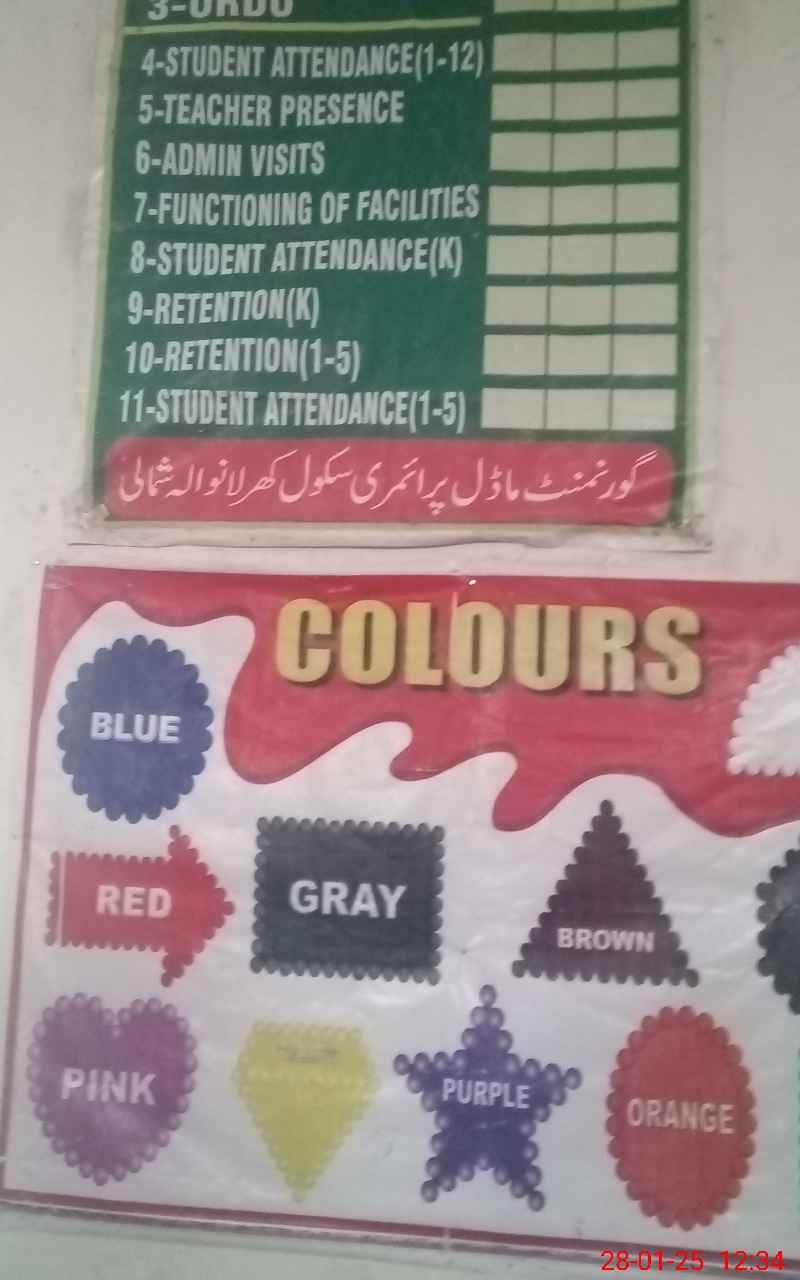 3-URDU
4-STUDENT ATTENDANCE(1-12)
5-TEACHER PRESENCE
6-ADMIN VISITS
7-FUNCTIONING OF FACILITIES
8-STUDENT ATTENDANCE(K)
9-RETENTION(K)
10-RETENTION(1-5)
11-STUDENT ATTENDANCE(1-5)
گورنمنٹ ماڈل پرائمری سکول کھرلانوالہ شمالی
COLOURS
BLUE
RED
GRAY
BROWN
PINK
PURPLE
ORANGE
28-01-25 12:34